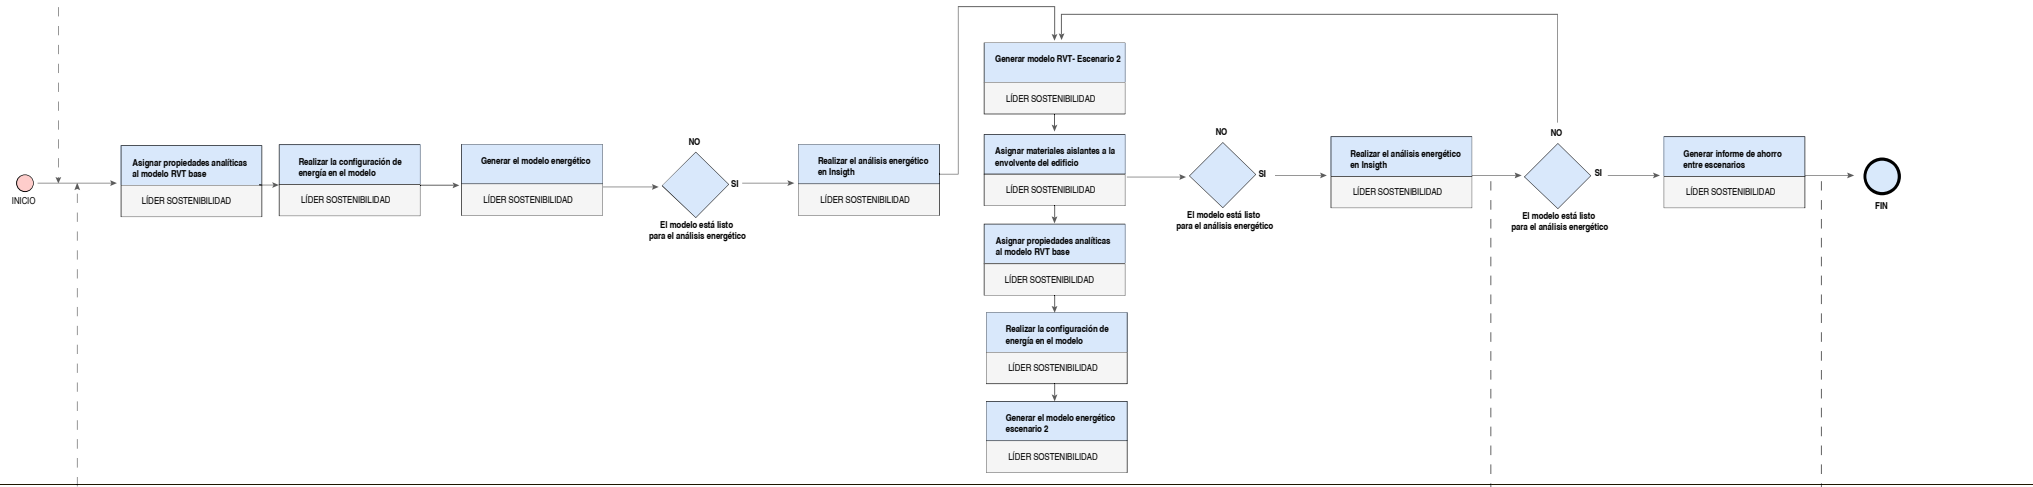 INICIO
Asignar propiedades analíticas
al modelo RVT base
LÍDER SOSTENIBILIDAD
Realizar la configuración de
energía en el modelo
LÍDER SOSTENIBILIDAD
Generar el modelo energético
LÍDER SOSTENIBILIDAD
NO
SI
El modelo está listo
para el análisis energético
Realizar el análisis energético
en Insigth
LÍDER SOSTENIBILIDAD
Generar modelo RVT- Escenario 2
LÍDER SOSTENIBILIDAD
Asignar materiales aislantes a la
envolvente del edificio
LÍDER SOSTENIBILIDAD
Asignar propiedades analíticas
al modelo RVT base
LÍDER SOSTENIBILIDAD
Realizar la configuración de
energía en el modelo
LÍDER SOSTENIBILIDAD
Generar el modelo energético
escenario 2
LÍDER SOSTENIBILIDAD
NO
SI
El modelo está listo
para el análisis energético
Realizar el análisis energético
en Insigth
LÍDER SOSTENIBILIDAD
NO
SI
El modelo está listo
para el análisis energético
Generar informe de ahorro
entre escenarios
LÍDER SOSTENIBILIDAD
FIN